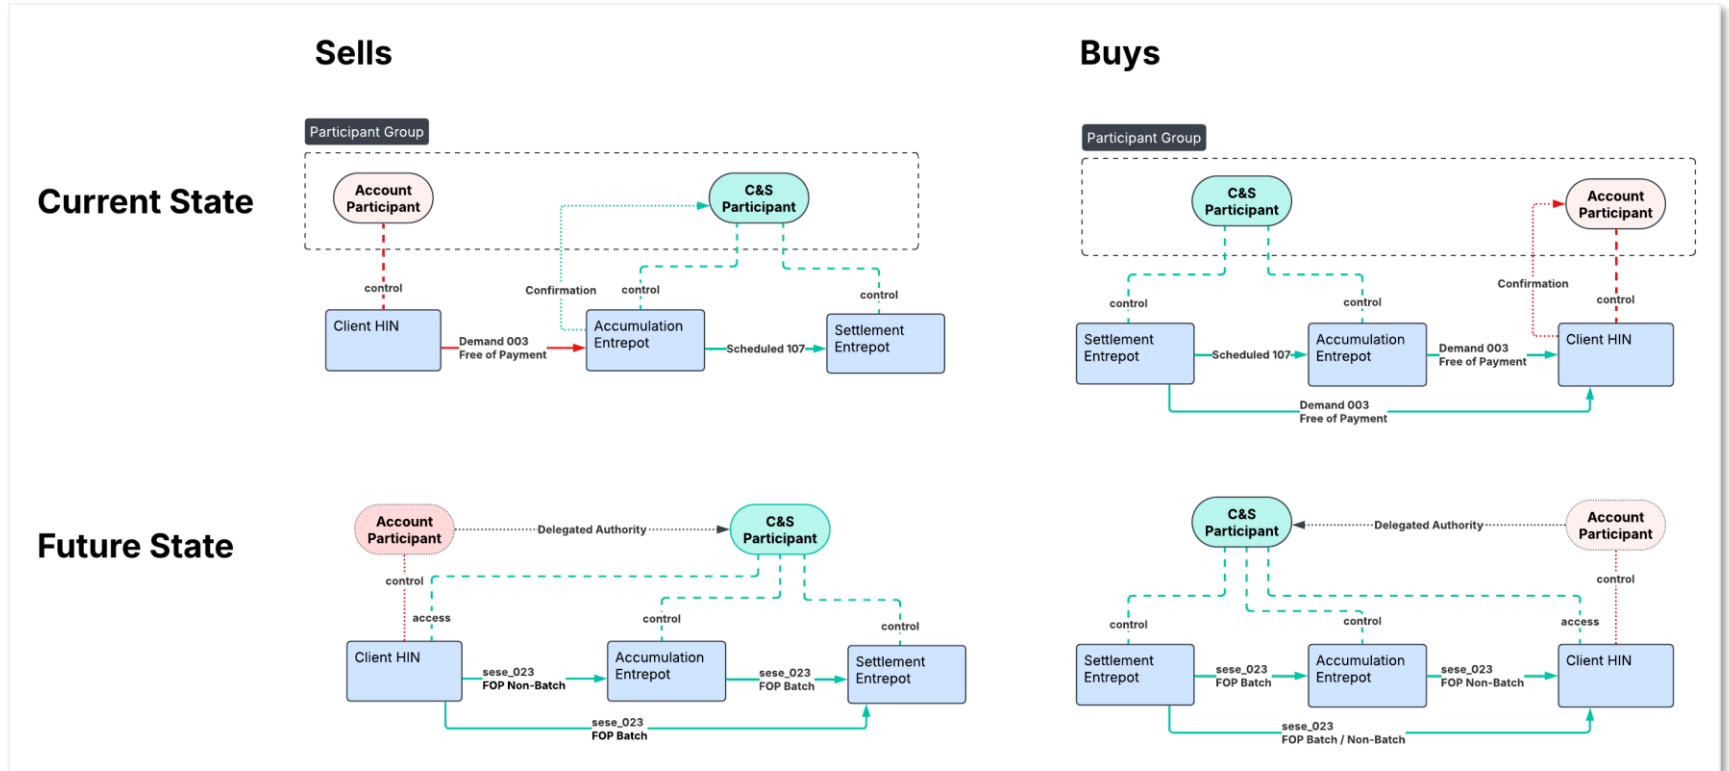 Sells
Buys
Current State
Participant Group
Account
Participant
C&S
Participant
control
Confirmation
control
control
Client HIN
Demand 003
Free of Payment
Accumulation
Entrepot
Scheduled 107
Settlement
Entrepot
Participant Group
C&S
Participant
Account
Participant
control
control
Confirmation
control
Settlement
Entrepot
Scheduled 107
Accumulation
Entrepot
Demand 003
Free of Payment
Client HIN
Demand 003
Free of Payment
Future State
Account
Participant
Delegated Authority
C&S
Participant
control
access
control
control
Client HIN
sese_023
FOP Non-Batch
Accumulation
Entrepot
sese_023
FOP Batch
Settlement
Entrepot
sese_023
FOP Batch
C&S
Participant
Delegated Authority
Account
Participant
control
control
control
access
Settlement
Entrepot
sese_023
FOP Batch
Accumulation
Entrepot
sese_023
FOP Non-Batch
Client HIN
sese_023
FOP Batch / Non-Batch